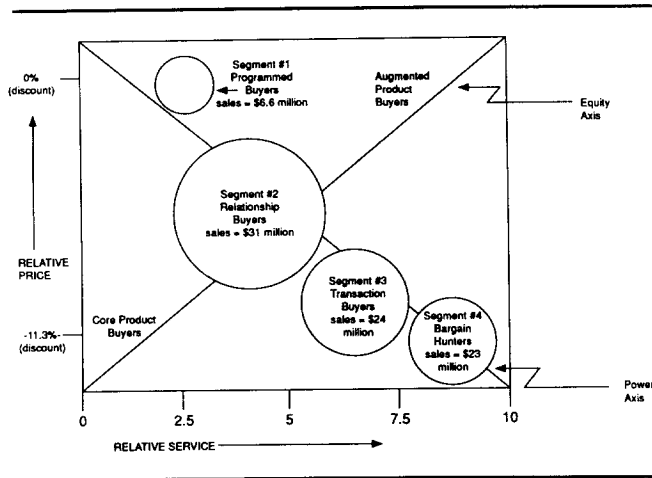 0%
(discount)
Segment #1
Programmed
Buyers
sales = $6.6 million
Augmented
Product
Buyers
Equity
Axis
Segment #2
Relationship
Buyers
sales = $31 million
RELATIVE
PRICE
Segment #3
Transaction
Buyers
sales = $24
million
Core Product
Buyers
-11.3%-
(discount)
Segment #4
Bargain
Hunters
sales = $23
million
Power
Axis
0
2.5
5
7.5
10
RELATIVE SERVICE